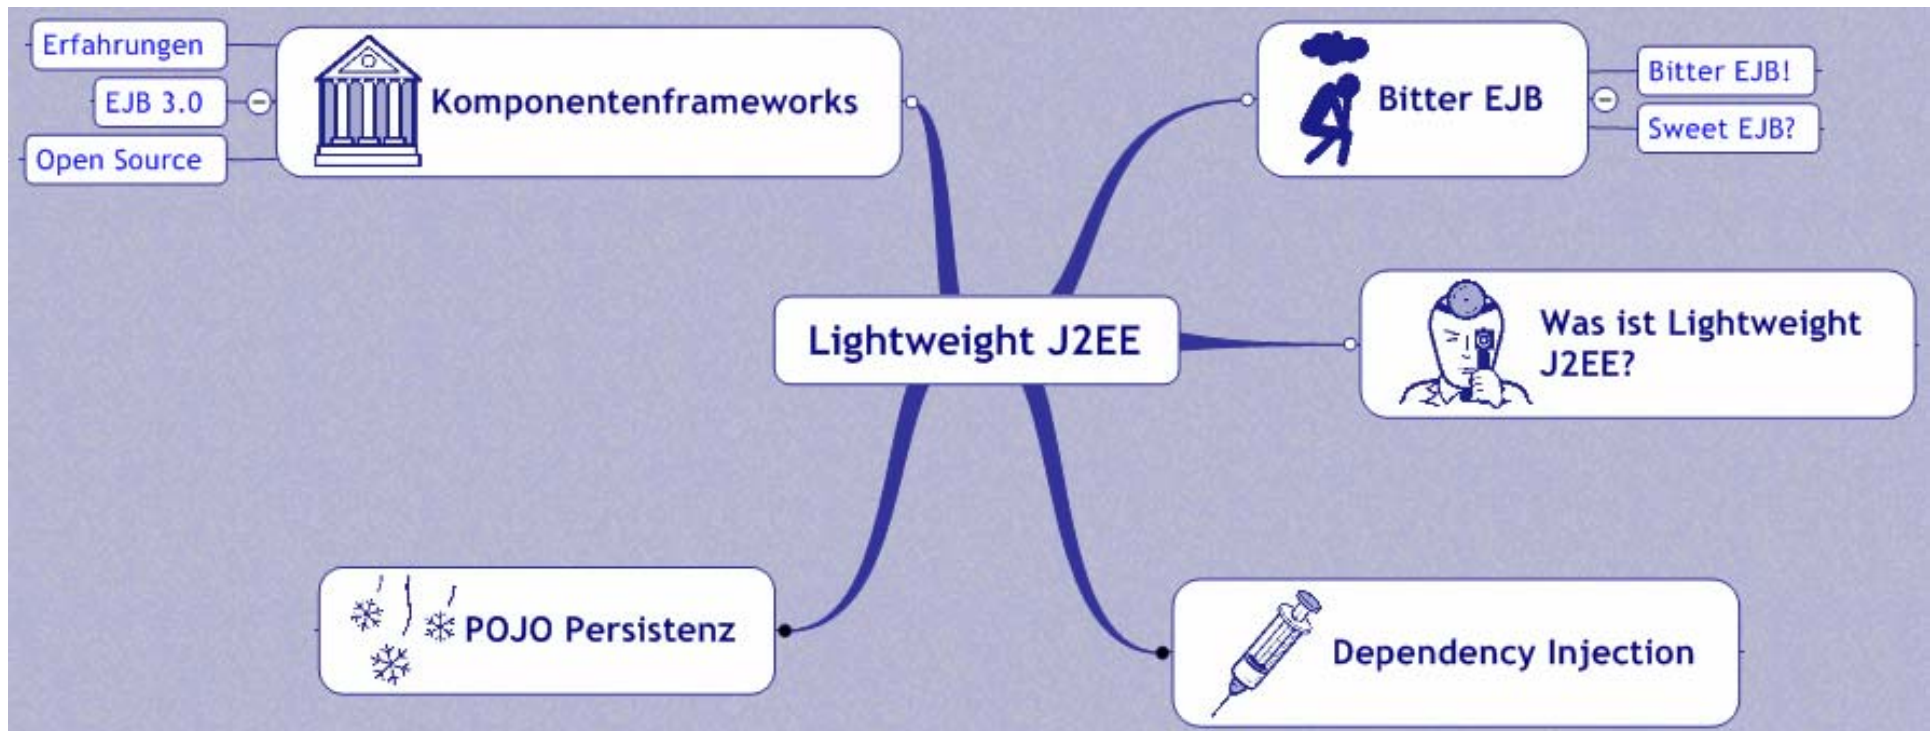 Erfahrungen
EJB 3.0
Open Source
Komponentenframeworks
Bitter EJB
Bitter EJB!
Sweet EJB?
Lightweight J2EE
Was ist Lightweight
J2EE?
POJO Persistenz
Dependency Injection